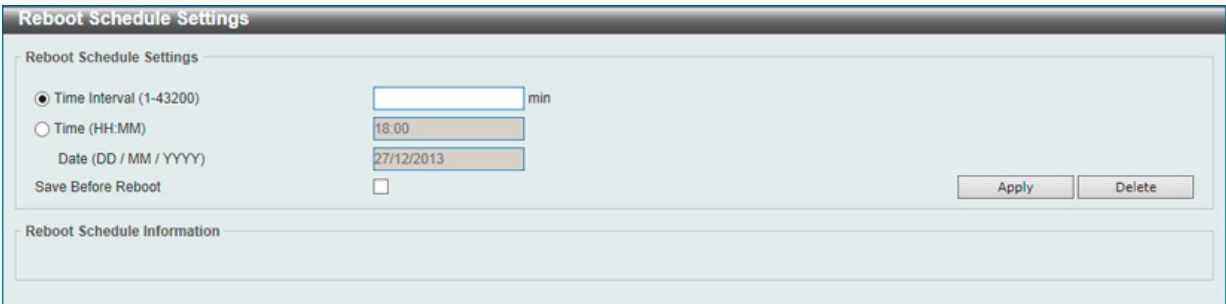 Reboot Schedule Settings
Reboot Schedule Settings
Time Interval (1-43200) min
Time (HH:MM) 18:00
Date (DD / MM / YYYY) 27/12/2013
Save Before Reboot Apply Delete
Reboot Schedule Information